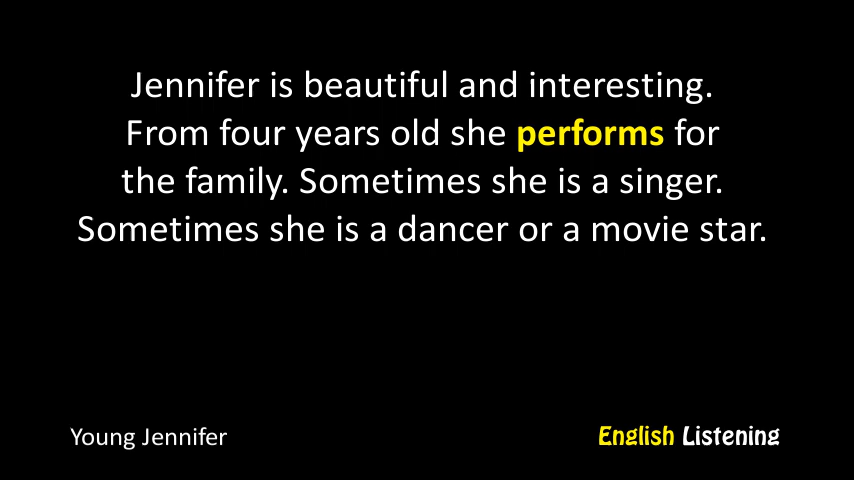 Jennifer is beautiful and interesting.
From four years old she performs for
the family. Sometimes she is a singer.
Sometimes she is a dancer or a movie star.
Young Jennifer
English Listening